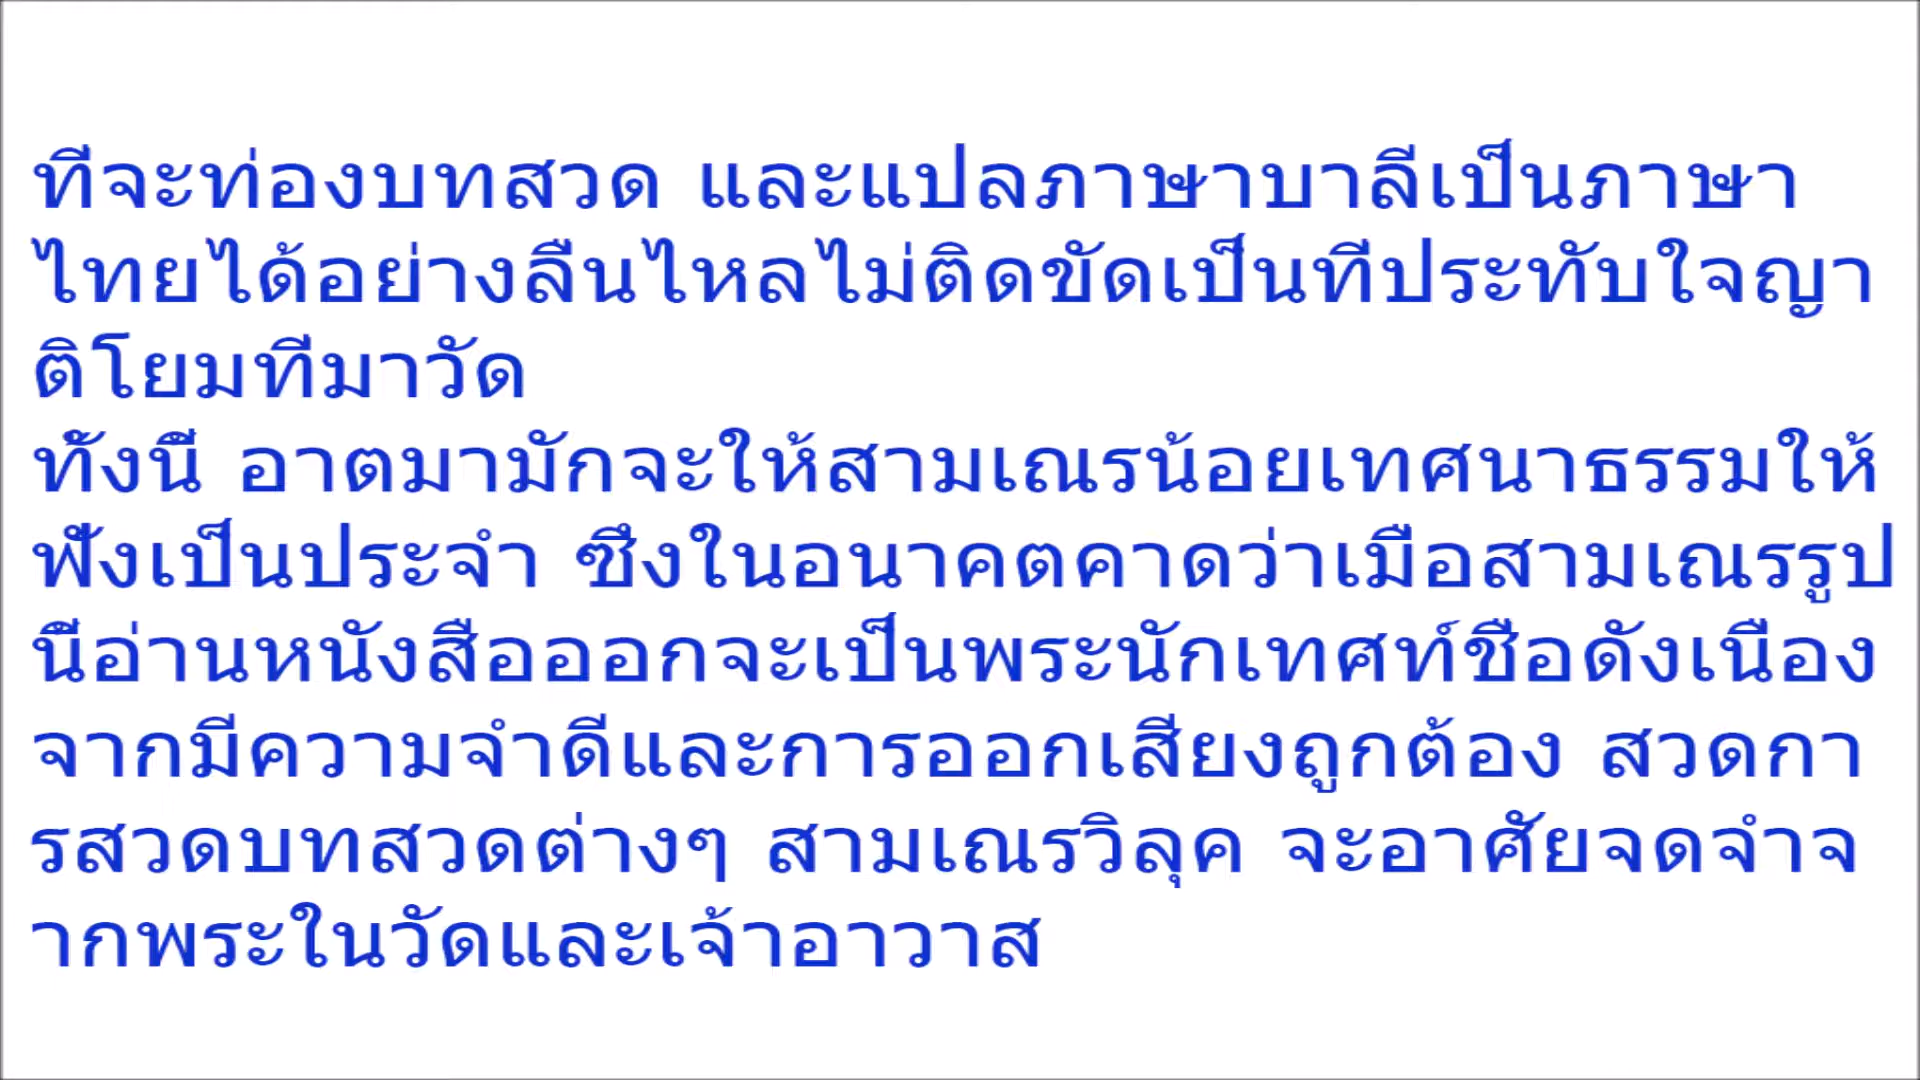 ที่จะท่องบทสวด และแปลภาษาบาลีเป็นภาษา
ไทยได้อย่างลื่นไหลไม่ติดขัดเป็นที่ประทับใจญา
ติโยมที่มาวัด
ทั้งนี้ อาตมามักจะให้สามเณรน้อยเทศนาธรรมให้
ฟังเป็นประจำ ซึ่งในอนาคตคาดว่าเมื่อสามเณรรูป
นี้อ่านหนังสือออกจะเป็นพระนักเทศท์ชื่อดังเนื่อง
จากมีความจำดีและการออกเสียงถูกต้อง สวดกา
รสวดบทสวดต่างๆ สามเณรวิลุค จะอาศัยจดจำจ
ากพระในวัดและเจ้าอาวาส